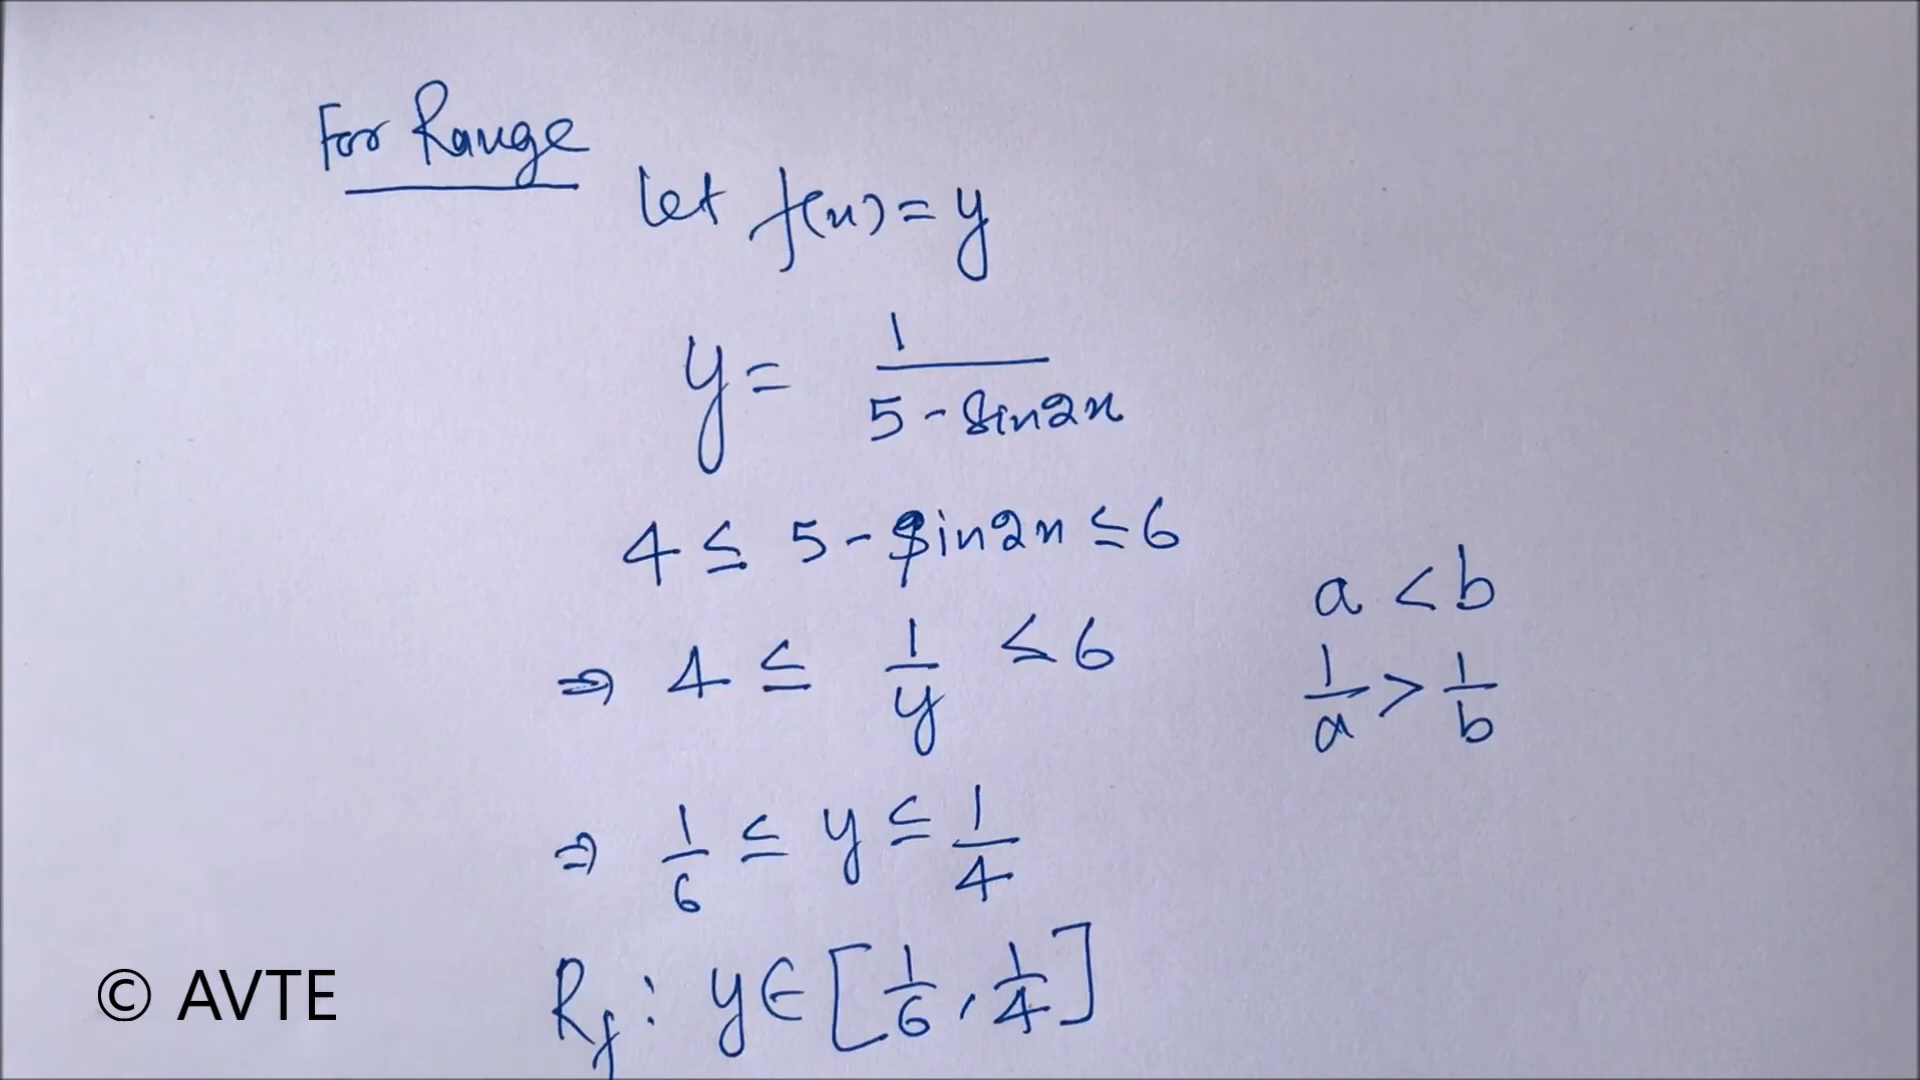 For Range
let f(x) = y
y = 1/(5 - sin2x)
4 ≤ 5 - sin2x ≤ 6
⇒ 4 ≤ 1/y ≤ 6
a < b
1/a > 1/b
⇒ 1/6 ≤ y ≤ 1/4
R_f : y ∈ [1/6, 1/4]
© AVTE